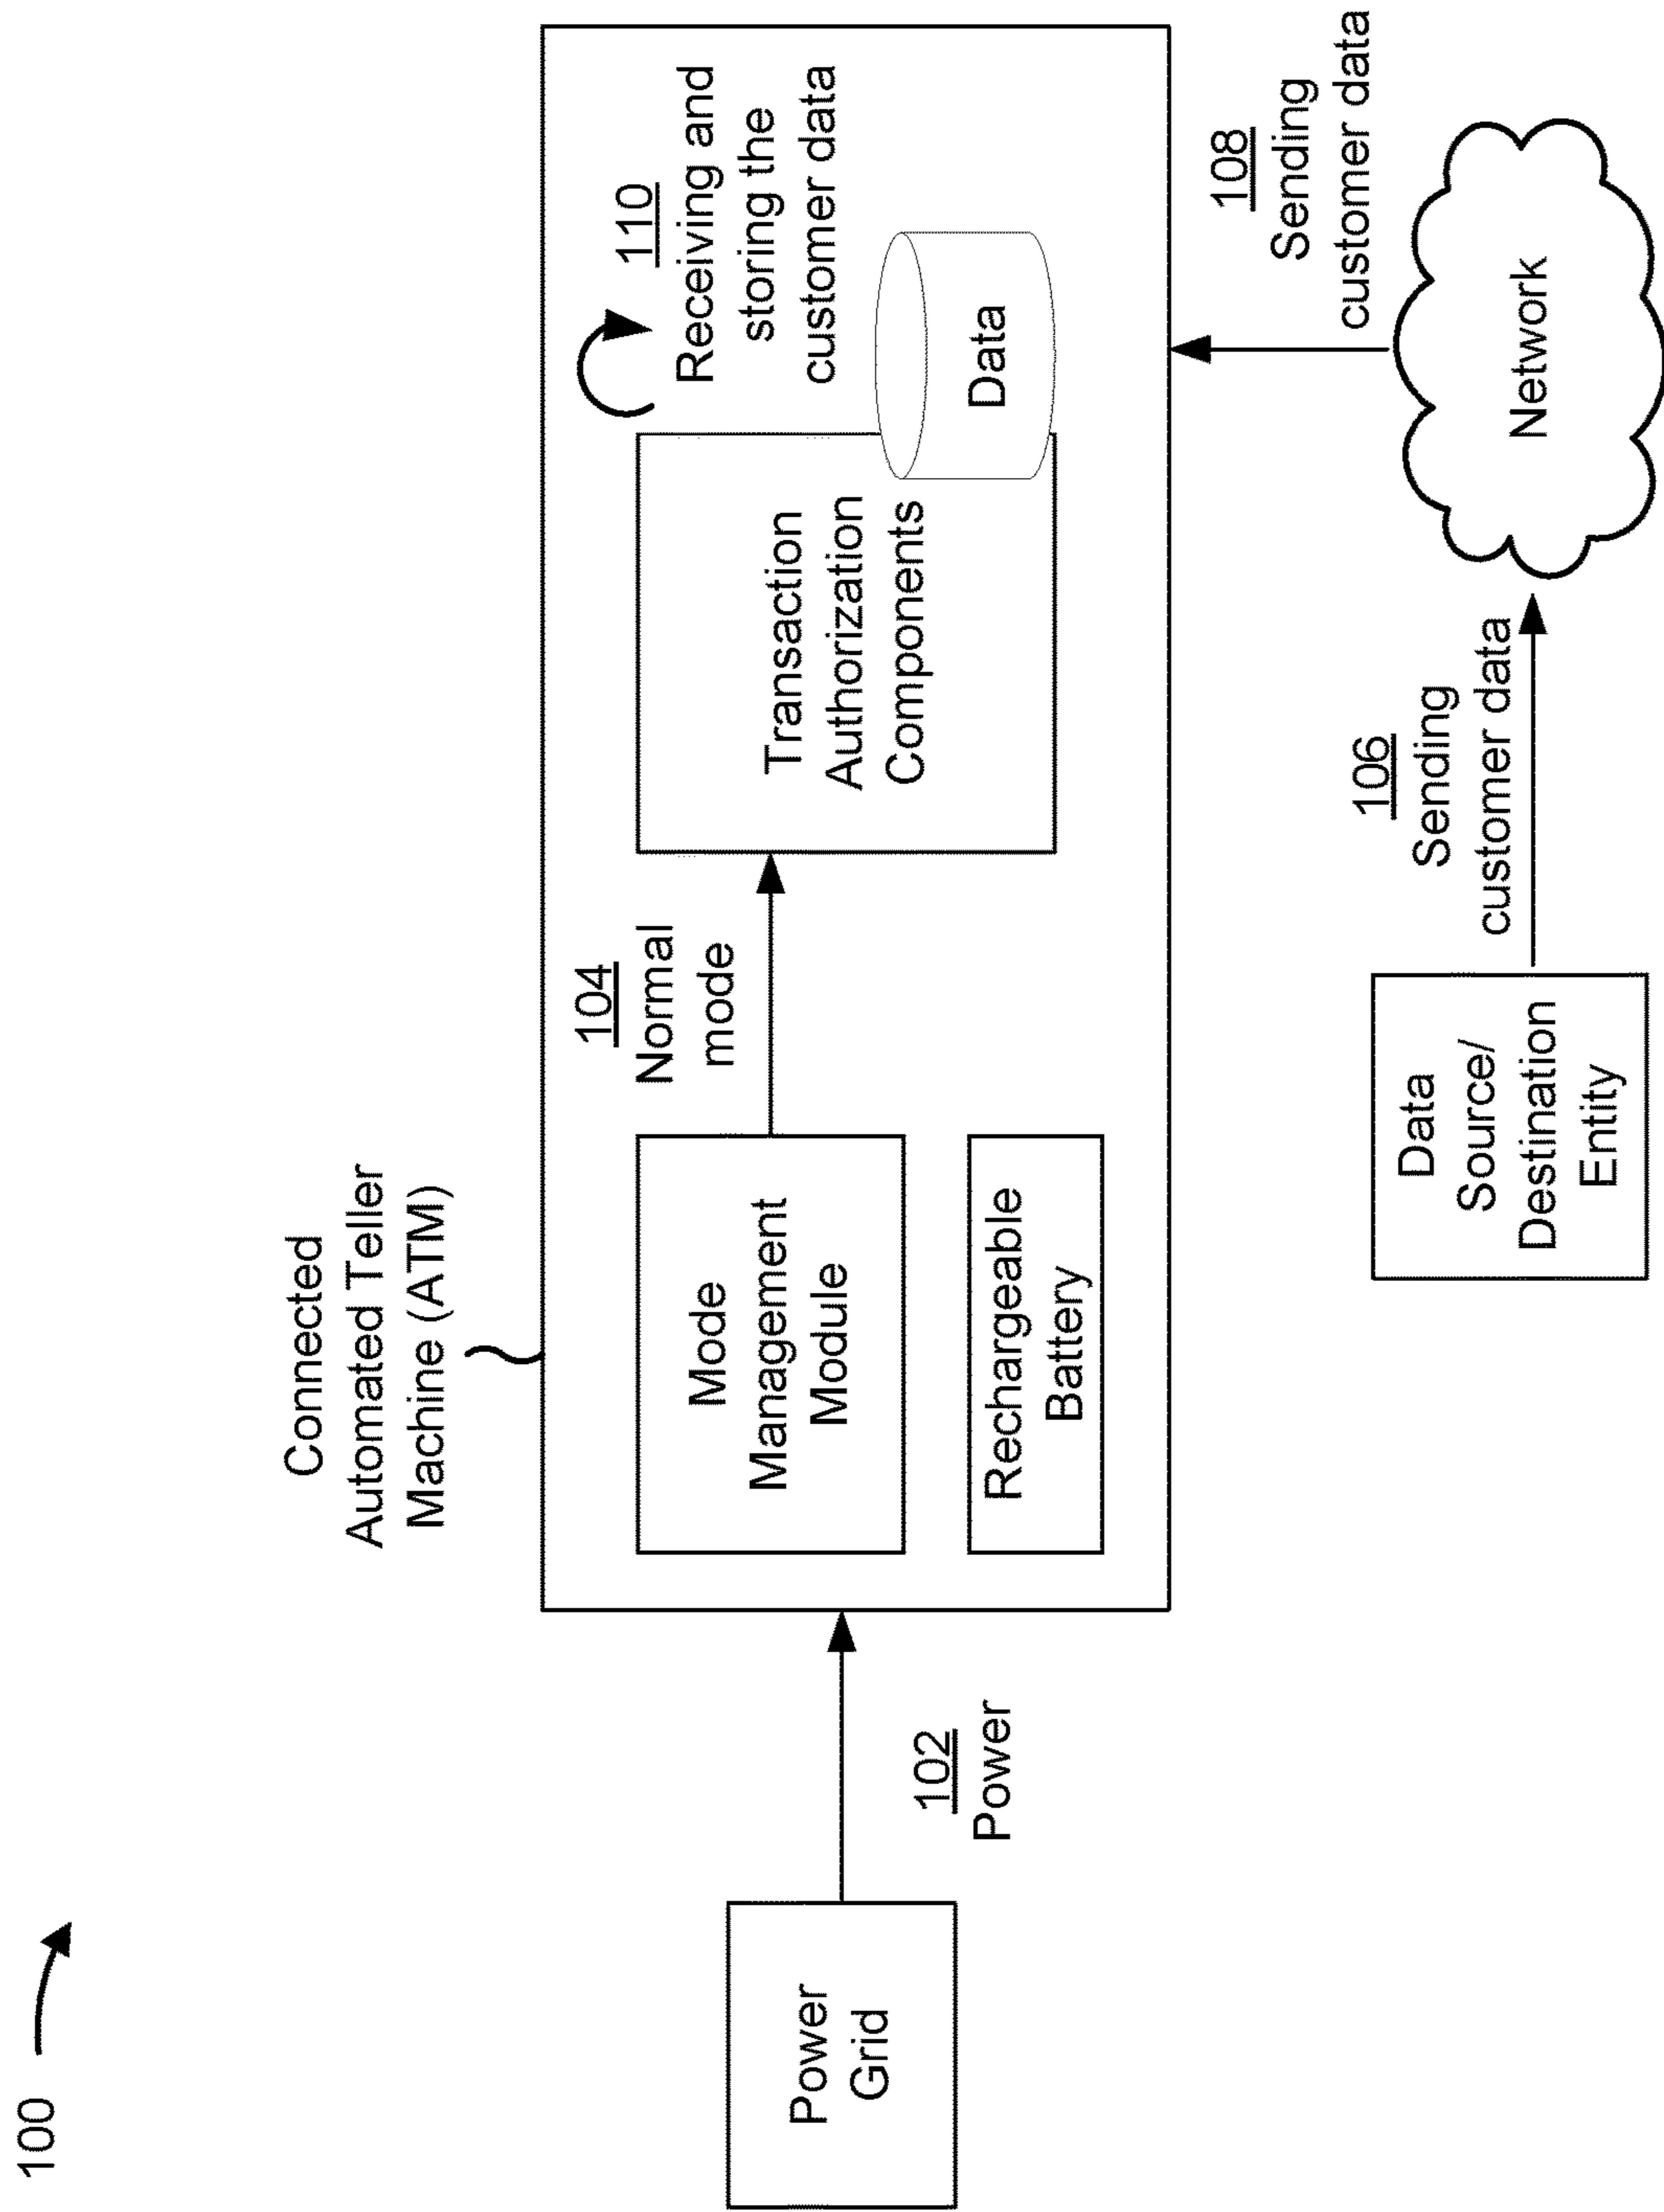 100
Connected
Automated Teller
Machine (ATM)
Power
Grid
102
Power
Mode
Management
Module
Rechargeable
Battery
104
Normal
mode
Transaction
Authorization
Components
Data
110
Receiving and
storing the
customer data
Data
Source/
Destination
Entity
106
Sending
customer data
Network
108
Sending
customer data